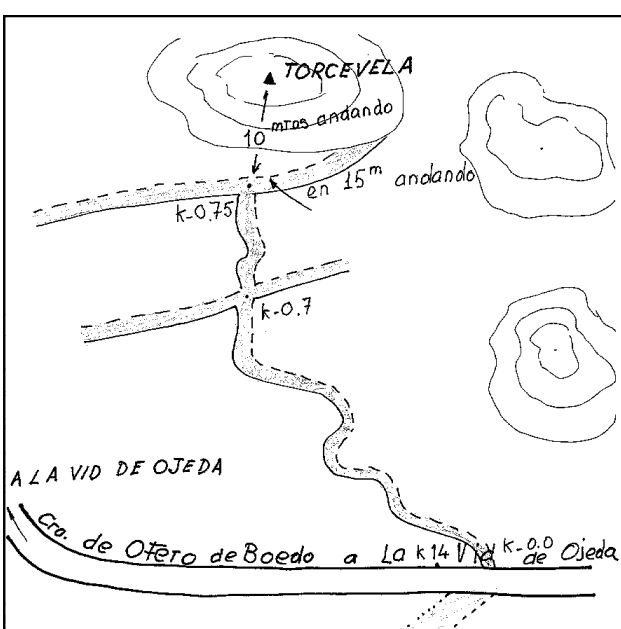 TORCEVELA
10 mtos andando
en 15m andando
k-0.75
k-0.7
A LA VID DE OJEDA
Cra. de Otero de Boedo a La Vid de Ojeda
k14
k-0.0